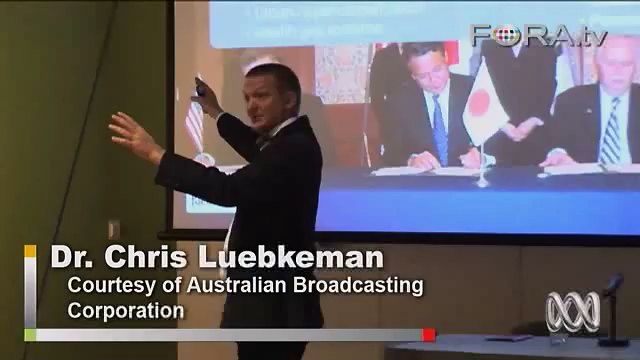 FORA.tv
Dr. Chris Luebkeman
Courtesy of Australian Broadcasting
Corporation